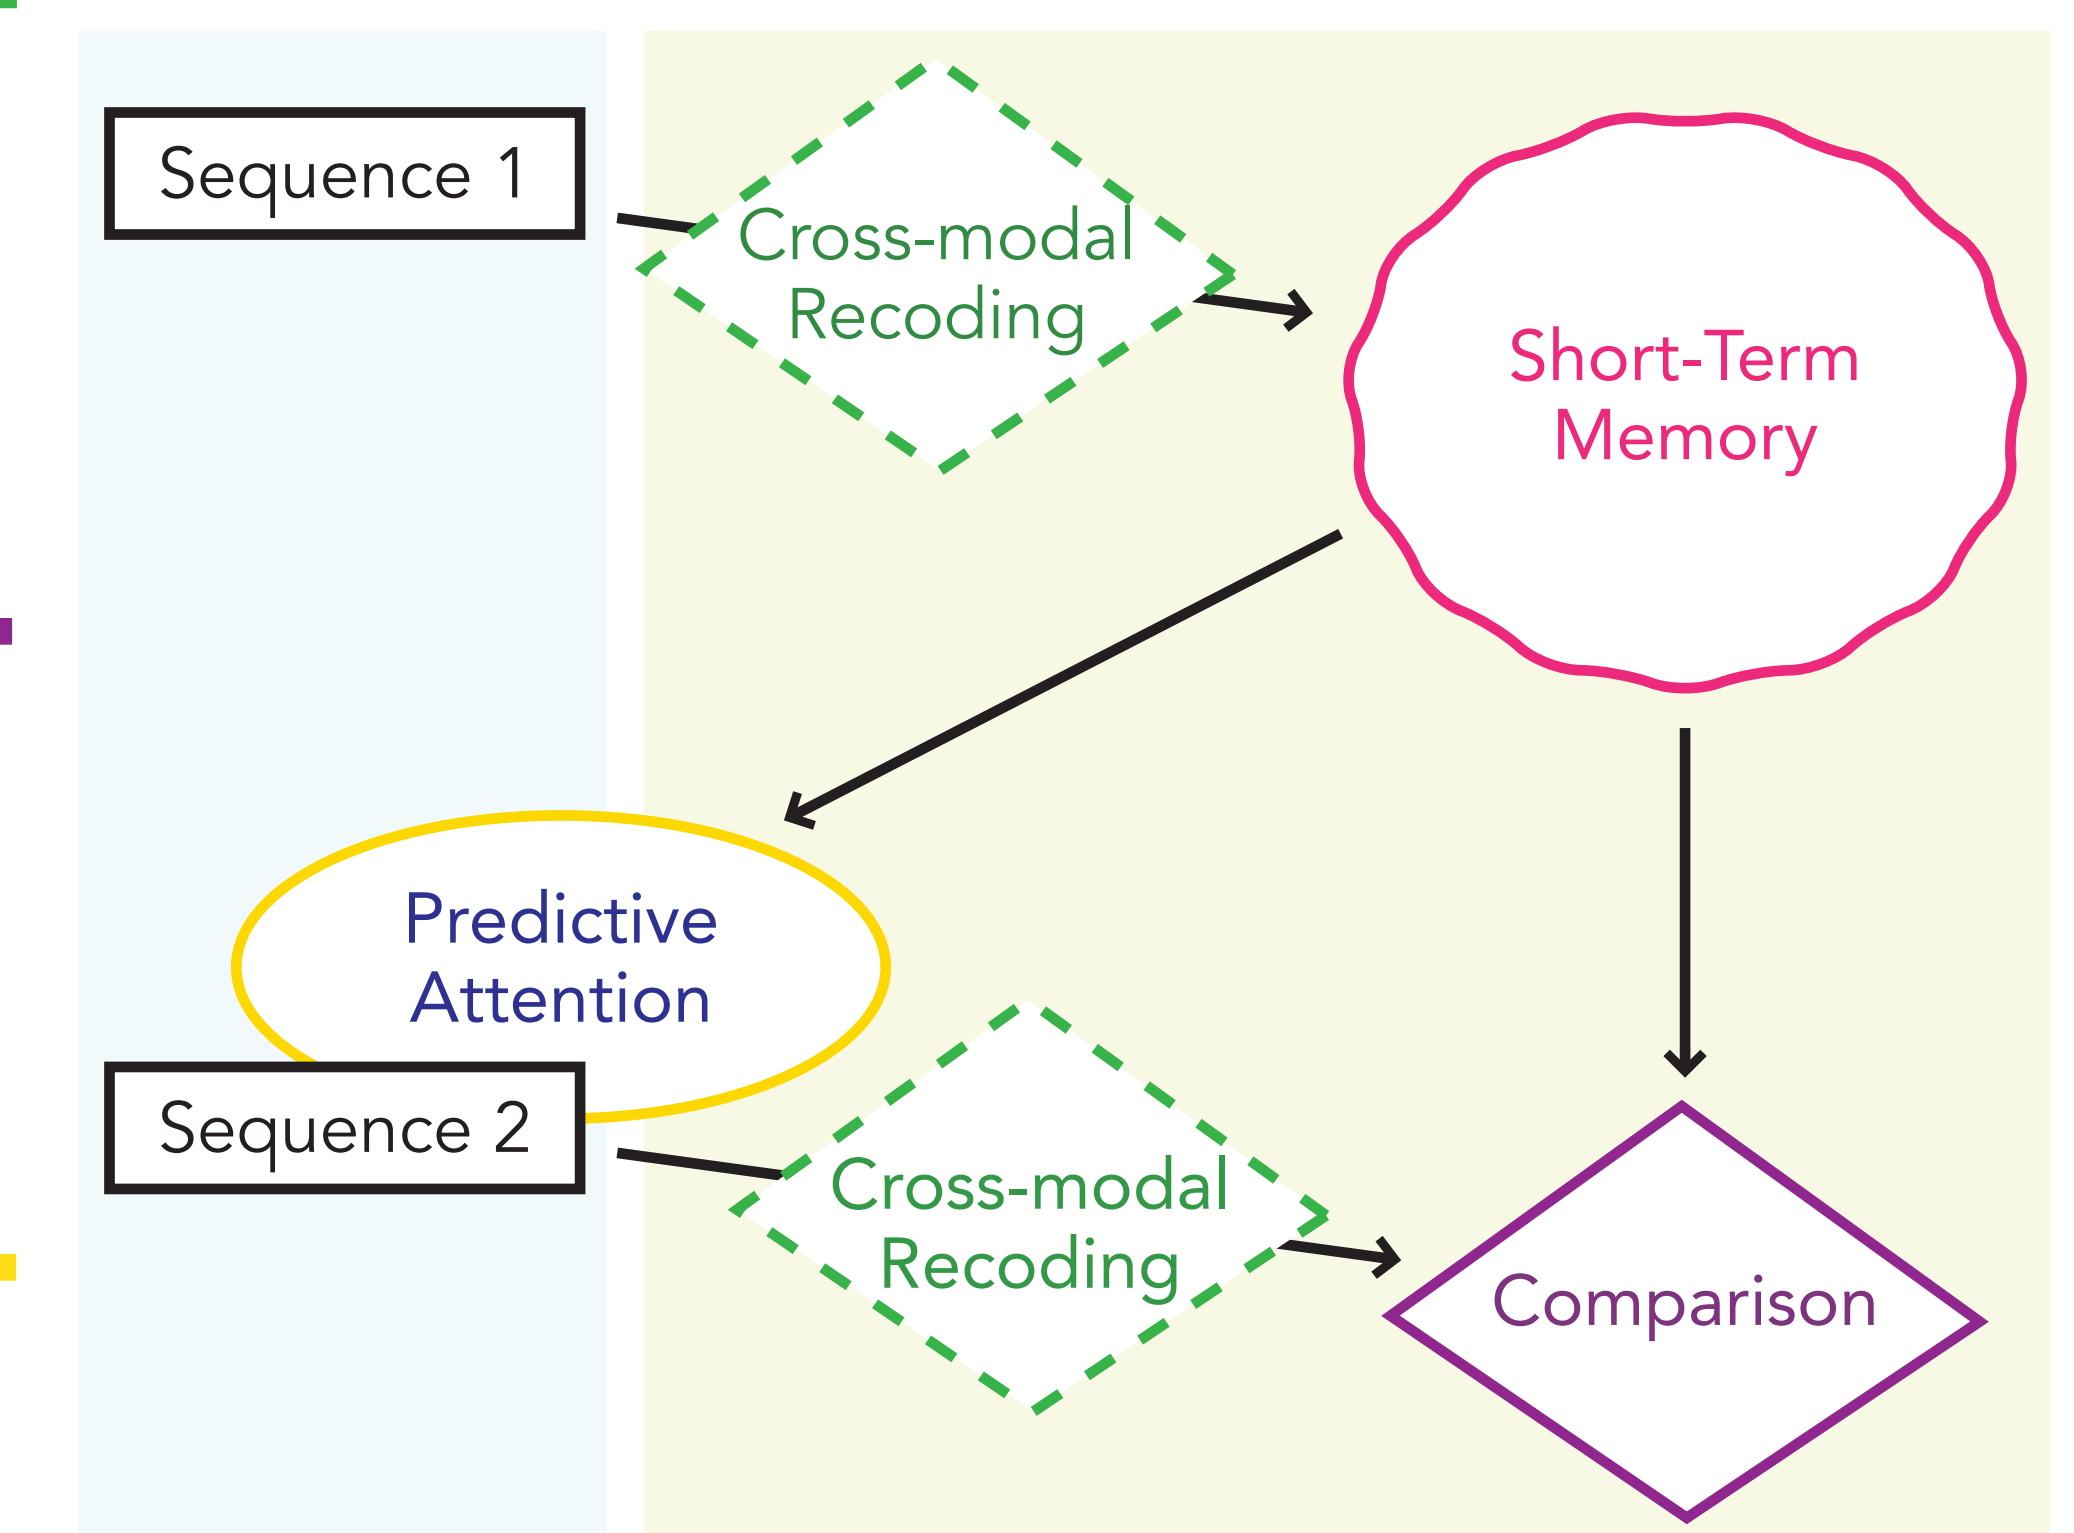 Sequence 1
Cross-modal
Recoding
Short-Term
Memory
Predictive
Attention
Sequence 2
Cross-modal
Recoding
Comparison